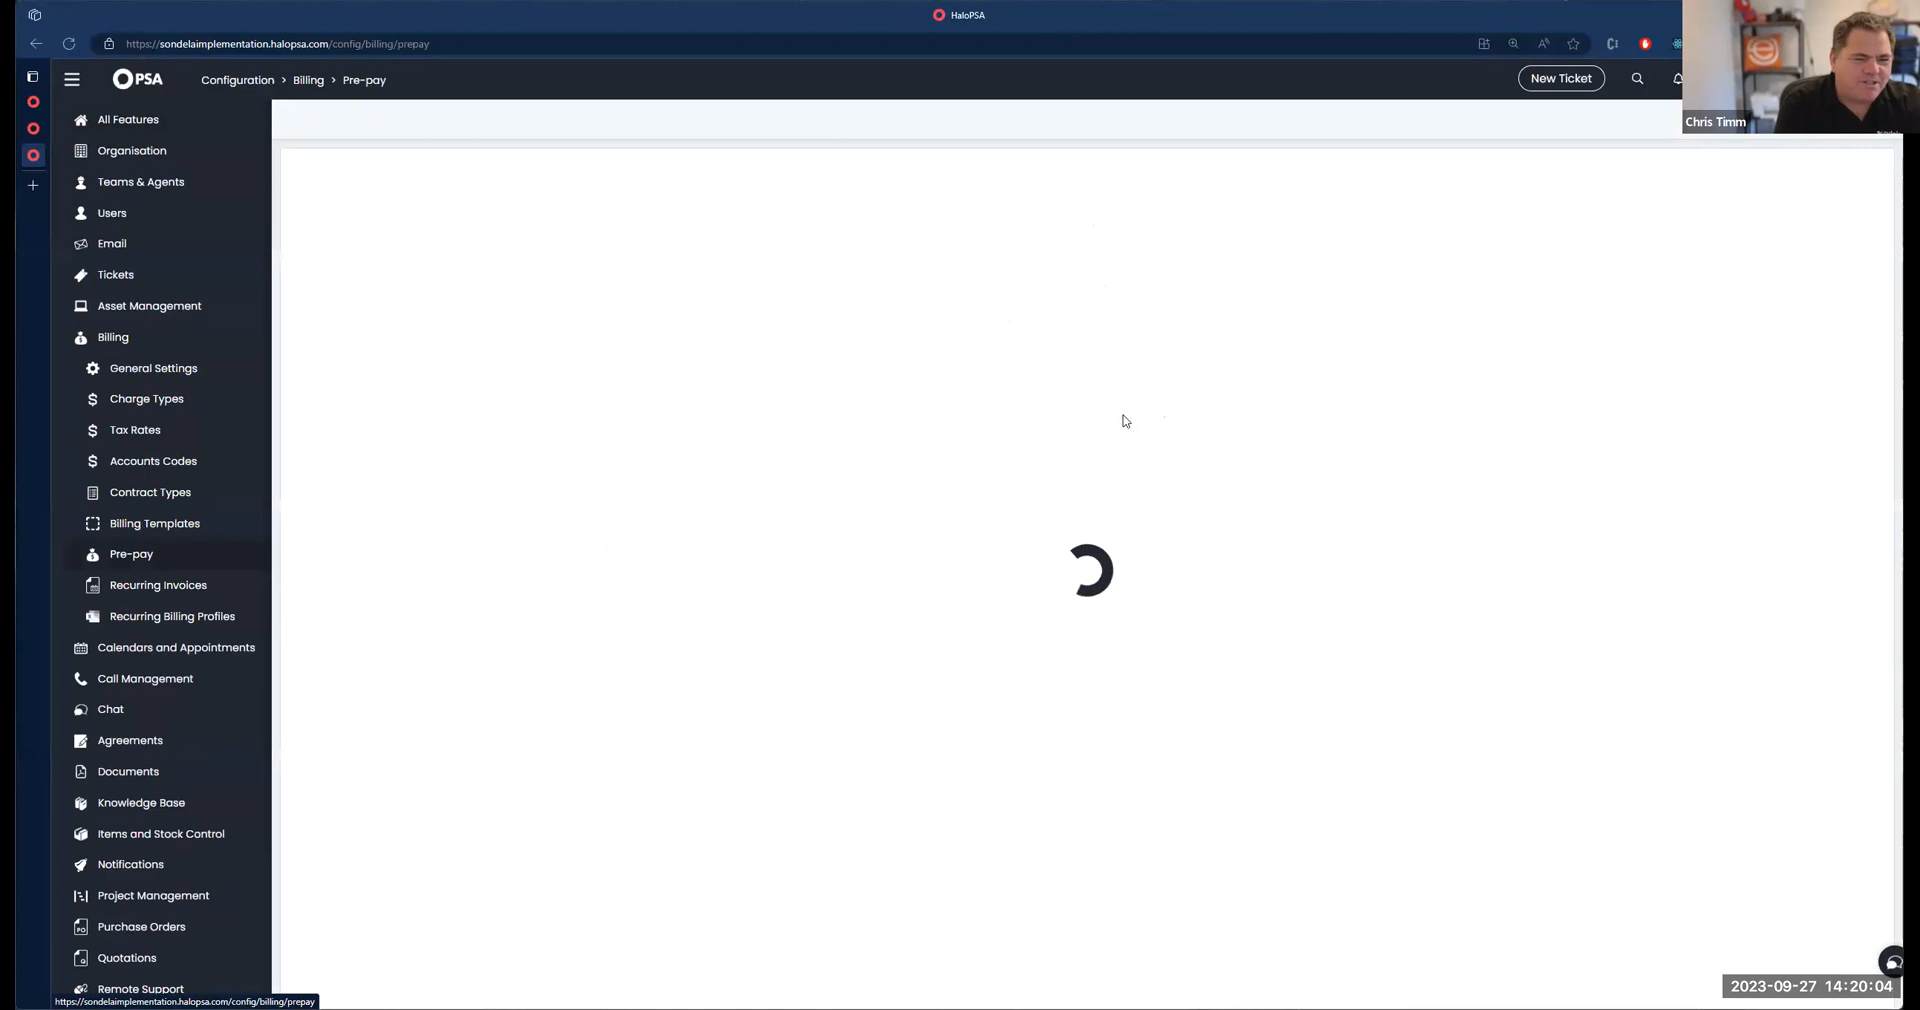 HaloPSA
https://sondelaimplementation.halopsa.com/config/billing/prepay
PSA
Configuration > Billing > Pre-pay
New Ticket
Chris Timm
All Features
Organisation
Teams & Agents
Users
Email
Tickets
Asset Management
Billing
General Settings
Charge Types
Tax Rates
Accounts Codes
Contract Types
Billing Templates
Pre-pay
Recurring Invoices
Recurring Billing Profiles
Calendars and Appointments
Call Management
Chat
Agreements
Documents
Knowledge Base
Items and Stock Control
Notifications
Project Management
Purchase Orders
Quotations
Remote Support
https://sondelaimplementation.halopsa.com/config/billing/prepay
2023-09-27 14:20:04